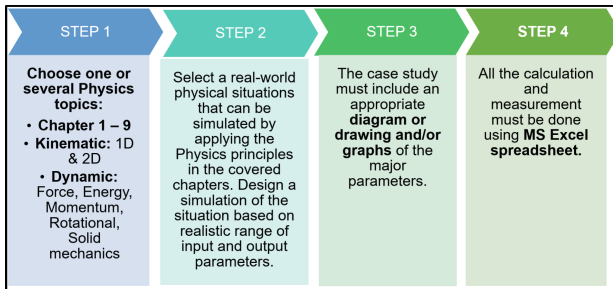 STEP 1
Choose one or
several Physics
topics:
• Chapter 1 – 9
• Kinematic: 1D
& 2D
• Dynamic:
Force, Energy,
Momentum,
Rotational,
Solid
mechanics
STEP 2
Select a real-world
physical situations
that can be
simulated by
applying the
Physics principles
in the covered
chapters. Design a
simulation of the
situation based on
realistic range of
input and output
parameters.
STEP 3
The case study
must include an
appropriate
diagram or
drawing and/or
graphs of the
major
parameters.
STEP 4
All the calculation
and
measurement
must be done
using MS Excel
spreadsheet.